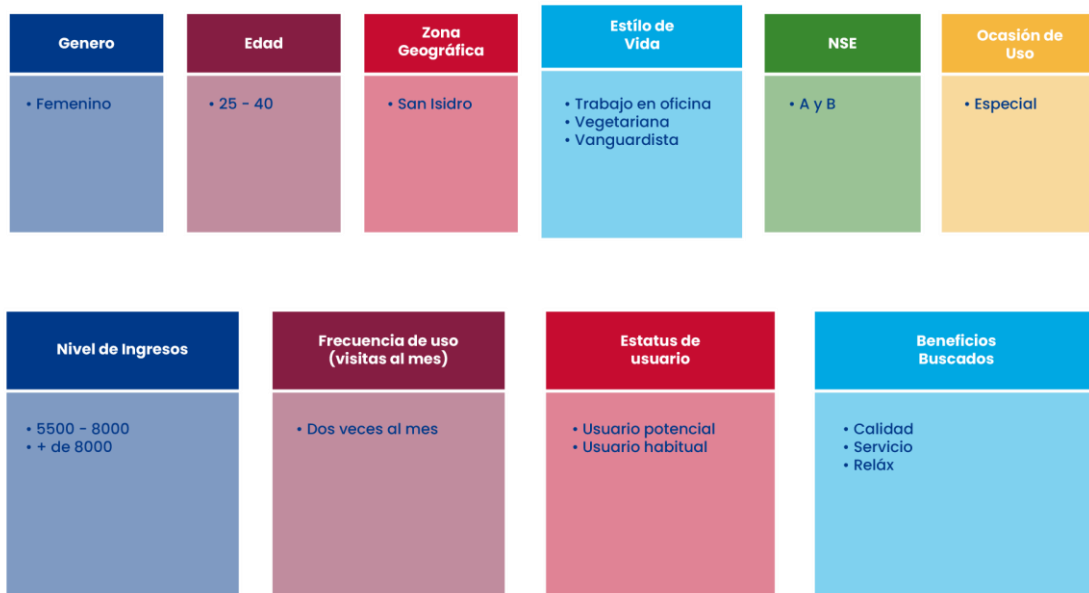 Genero
• Femenino
Edad
• 25 - 40
Zona
Geográfica
• San Isidro
Estílo de
Vida
• Trabajo en oficina
• Vegetariana
• Vanguardista
NSE
• A y B
Ocasión de
Uso
• Especial
Nivel de Ingresos
• 5500 - 8000
• + de 8000
Frecuencia de uso
(visitas al mes)
• Dos veces al mes
Estatus de
usuario
• Usuario potencial
• Usuario habitual
Beneficios
Buscados
• Calidad
• Servicio
• Reláx